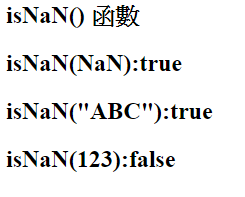 isNaN() 函數
isNaN(NaN):true
isNaN("ABC"):true
isNaN(123):false